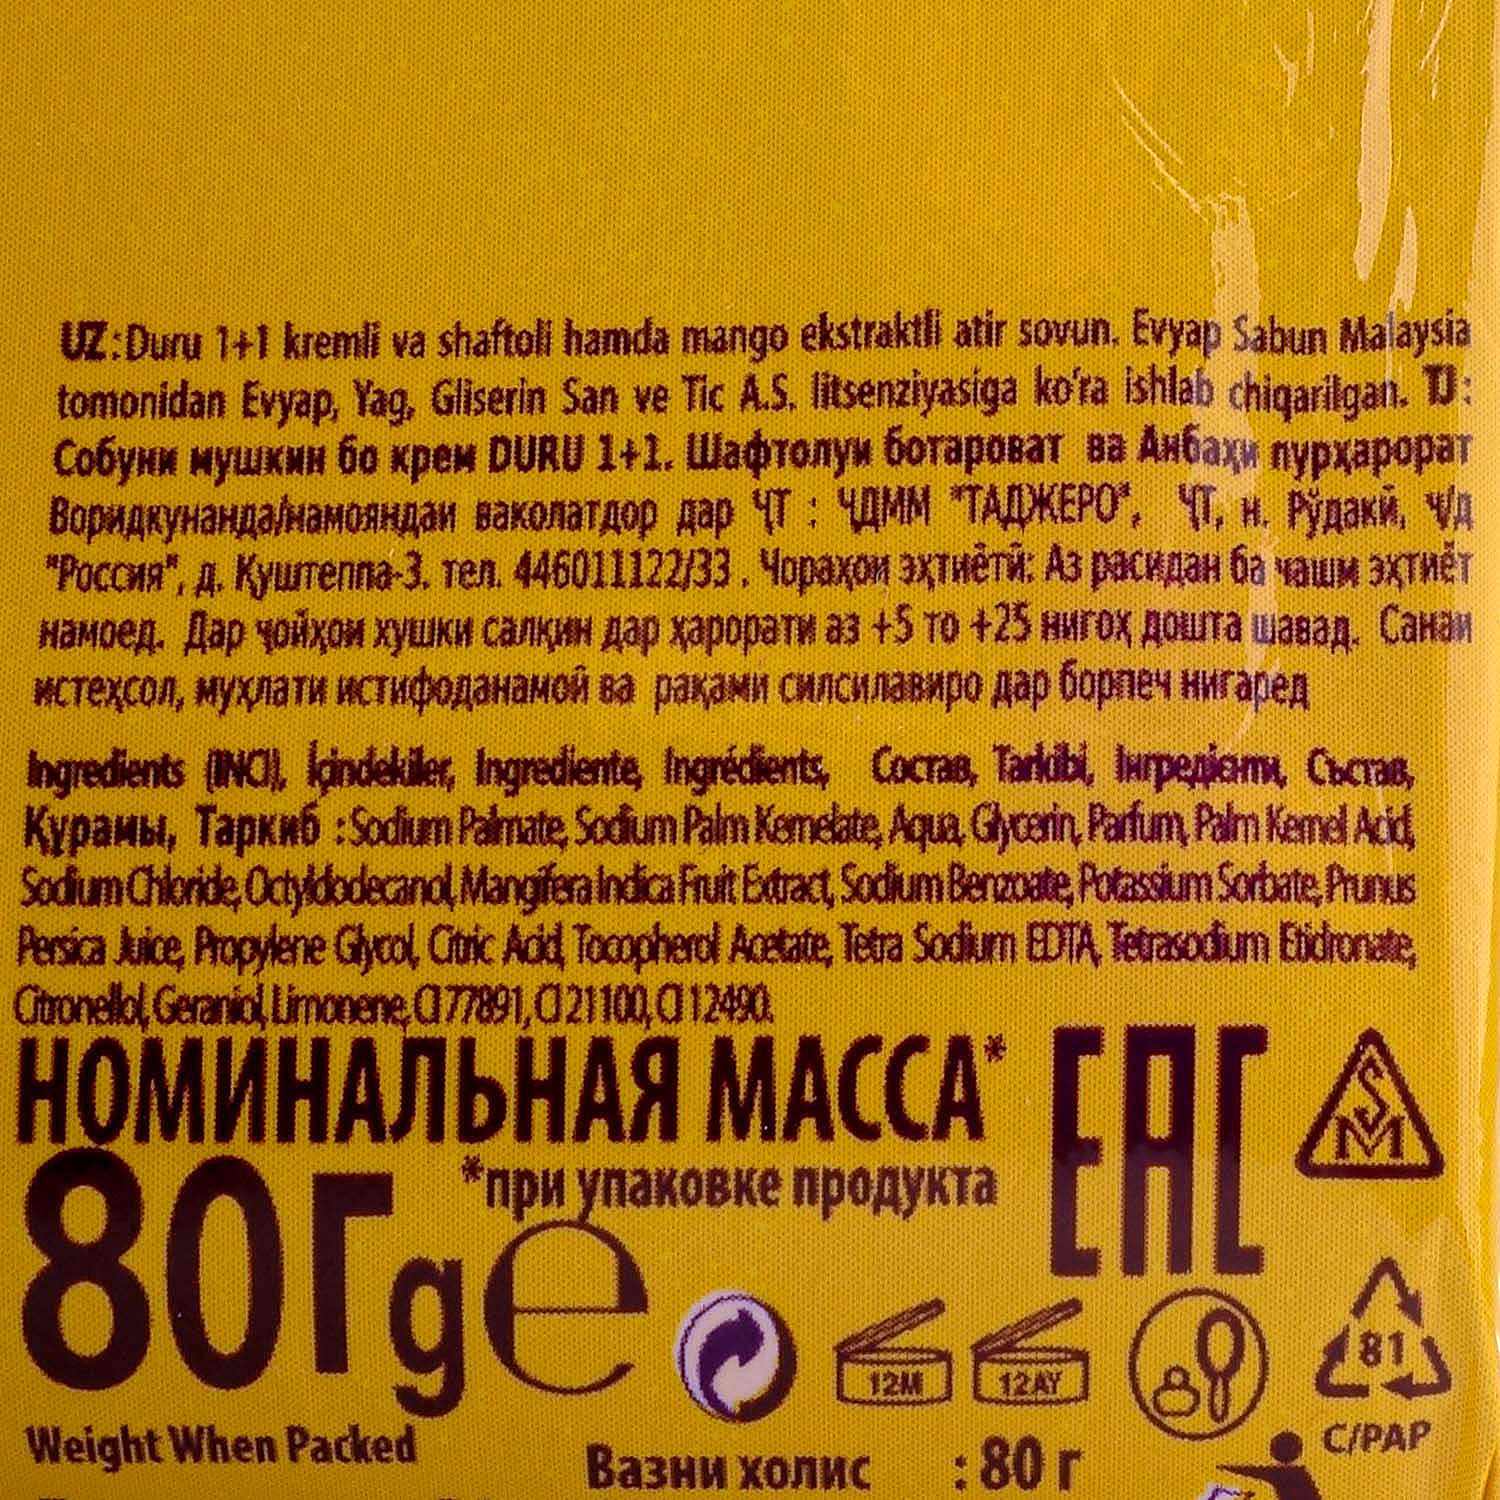 UZ:Duru 1+1 kremli va shaftoli hamda mango ekstraktli atir sovun. Evyap Sabun Malaysia
tomonidan Evyap, Yag, Gliserin San ve Tic A.S. litsenziyasiga ko'ra ishlab chiqarilgan. TJ:
Собуни мушкин бо крем DURU 1+1. Шафтолуи ботароват ва Анбаҳи пурҳарорат
Воридкунанда/намояндаи ваколатдор дар ҶТ : ҶДММ "ТАДЖЕРО", ҶТ, н. Рӯдакӣ, ҷ/д
"Россия", д. Қуштеппа-3. тел. 446011122/33 . Чораҳои эҳтиётӣ: Аз расидан ба чашм эҳтиёт
намоед. Дар ҷойҳои хушки салқин дар ҳарорати аз +5 то +25 нигоҳ дошта шавад. Санаи
истеҳсол, муҳлати истифоданамоӣ ва рақами силсилавиро дар борпеч нигаред
Ingredients (INCI), İçindekiler, Ingrediente, Ingrédients, Состав, Tarkibi, Інгредієнти, Състав,
Құрамы, Таркиб :Sodium Palmate, Sodium Palm Kernelate, Aqua, Glycerin, Parfum, Palm Kernel Acid,
Sodium Chloride, Octyldodecanol, Mangifera Indica Fruit Extract, Sodium Benzoate, Potassium Sorbate, Prunus
Persica Juice, Propylene Glycol, Citric Acid, Tocopherol Acetate, Tetra Sodium EDTA, Tetrasodium Etidronate,
Citronellol, Geraniol, Limonene, CI 77891, CI 21100, CI 12490.
НОМИНАЛЬНАЯ МАССА*
EAC
SM
80Гg℮
*при упаковке продукта
12M
12AY
81
C/PAP
Weight When Packed
Вазни холис : 80 г